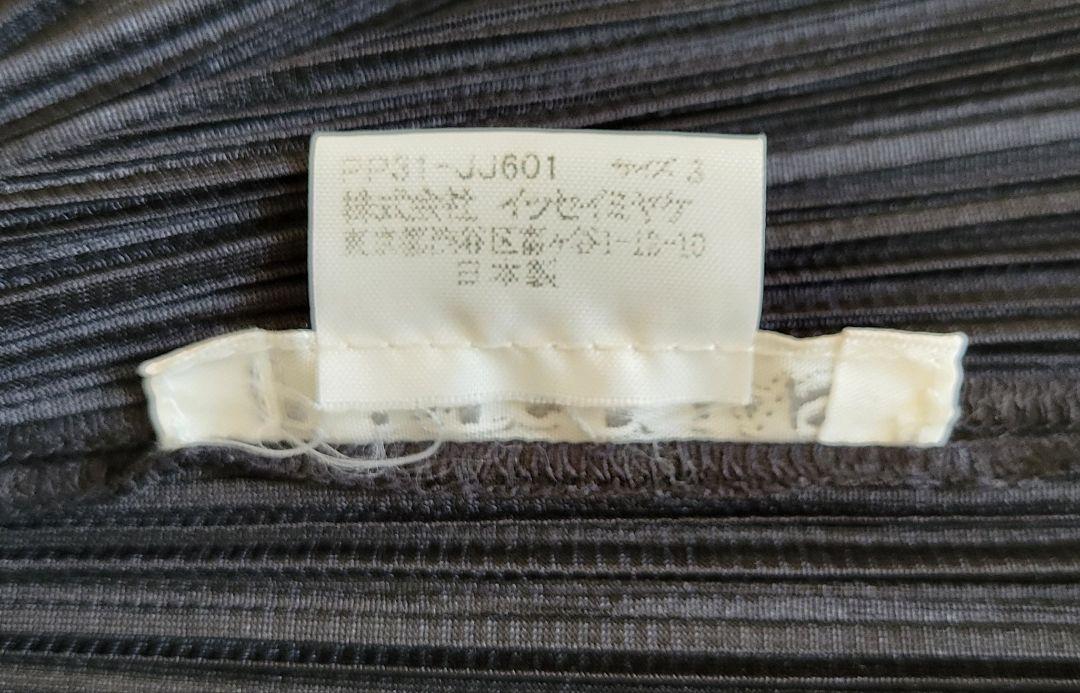 PP31-JJ601 サイズ 3
株式会社 イッセイミヤケ
東京都渋谷区富ヶ谷1-15-10
日本製